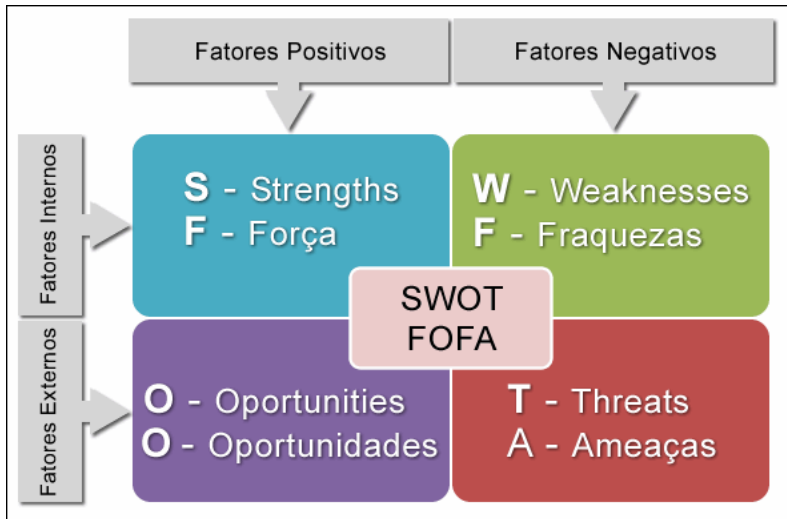 Fatores Positivos
Fatores Negativos
Fatores Internos
S - Strengths
F - Força
W - Weaknesses
F - Fraquezas
SWOT
FOFA
Fatores Externos
O - Oportunities
O - Oportunidades
T - Threats
A - Ameaças